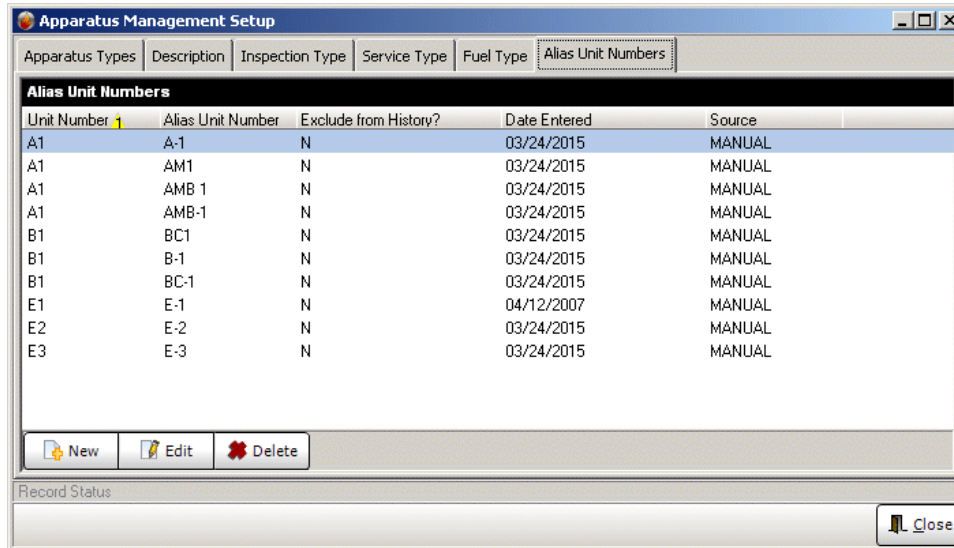 Apparatus Management Setup
Apparatus Types Description Inspection Type Service Type Fuel Type Alias Unit Numbers
Alias Unit Numbers
Unit Number 1 Alias Unit Number Exclude from History? Date Entered Source
A1 A-1 N 03/24/2015 MANUAL
A1 AM1 N 03/24/2015 MANUAL
A1 AMB 1 N 03/24/2015 MANUAL
A1 AMB-1 N 03/24/2015 MANUAL
B1 BC1 N 03/24/2015 MANUAL
B1 B-1 N 03/24/2015 MANUAL
B1 BC-1 N 03/24/2015 MANUAL
E1 E-1 N 04/12/2007 MANUAL
E2 E-2 N 03/24/2015 MANUAL
E3 E-3 N 03/24/2015 MANUAL
New Edit Delete
Record Status
Close